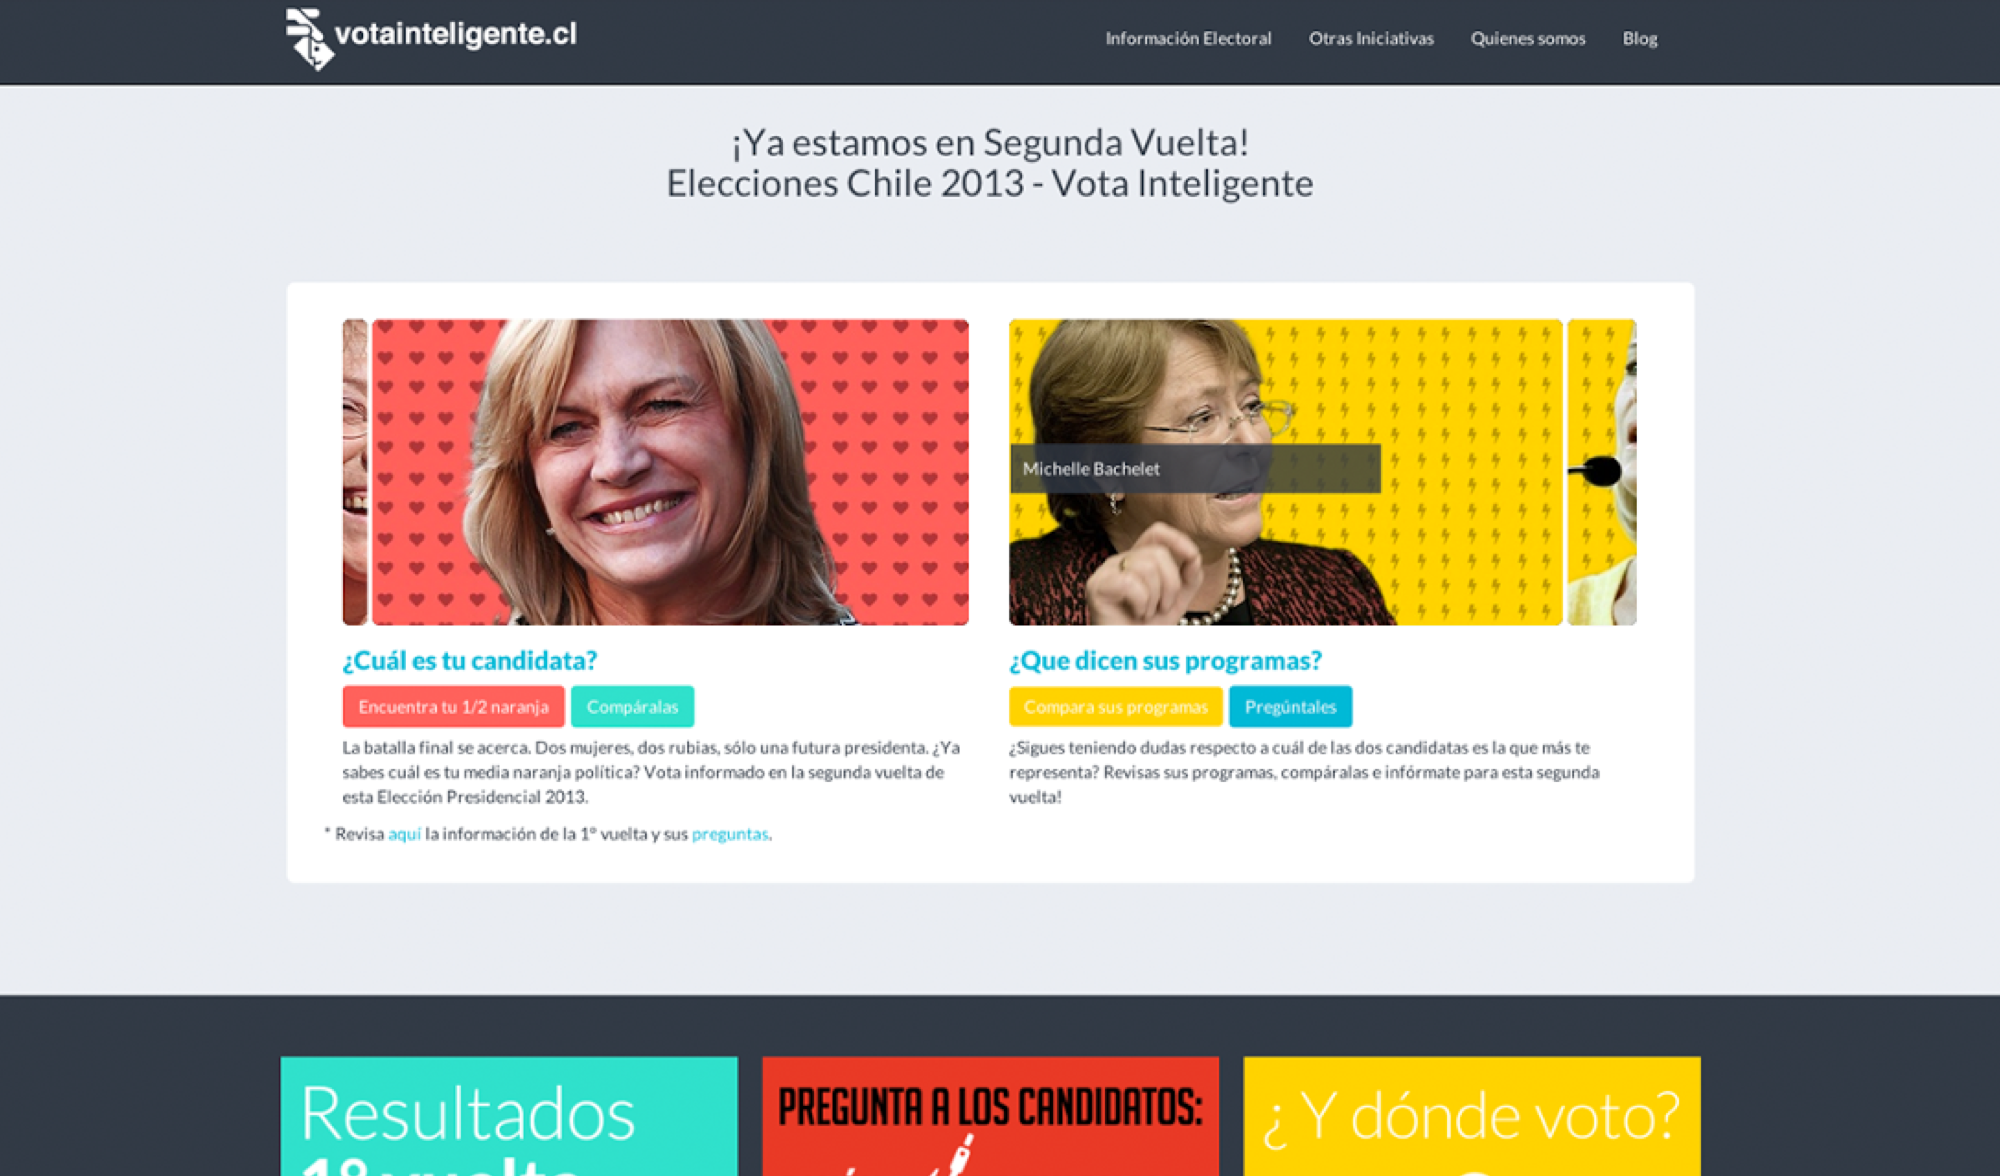 votainteligente.cl
Información Electoral
Otras Iniciativas
Quienes somos
Blog
¡Ya estamos en Segunda Vuelta!
Elecciones Chile 2013 - Vota Inteligente
Michelle Bachelet
¿Cuál es tu candidata?
Encuentra tu 1/2 naranja
Compáralas
La batalla final se acerca. Dos mujeres, dos rubias, sólo una futura presidenta. ¿Ya
sabes cuál es tu media naranja política? Vota informado en la segunda vuelta de
esta Elección Presidencial 2013.
* Revisa aquí la información de la 1° vuelta y sus preguntas.
¿Que dicen sus programas?
Compara sus programas
Pregúntales
¿Sigues teniendo dudas respecto a cuál de las dos candidatas es la que más te
representa? Revisas sus programas, compáralas e infórmate para esta segunda
vuelta!
Resultados
1° vuelta
PREGUNTA A LOS CANDIDATOS:
¿ Y dónde voto?